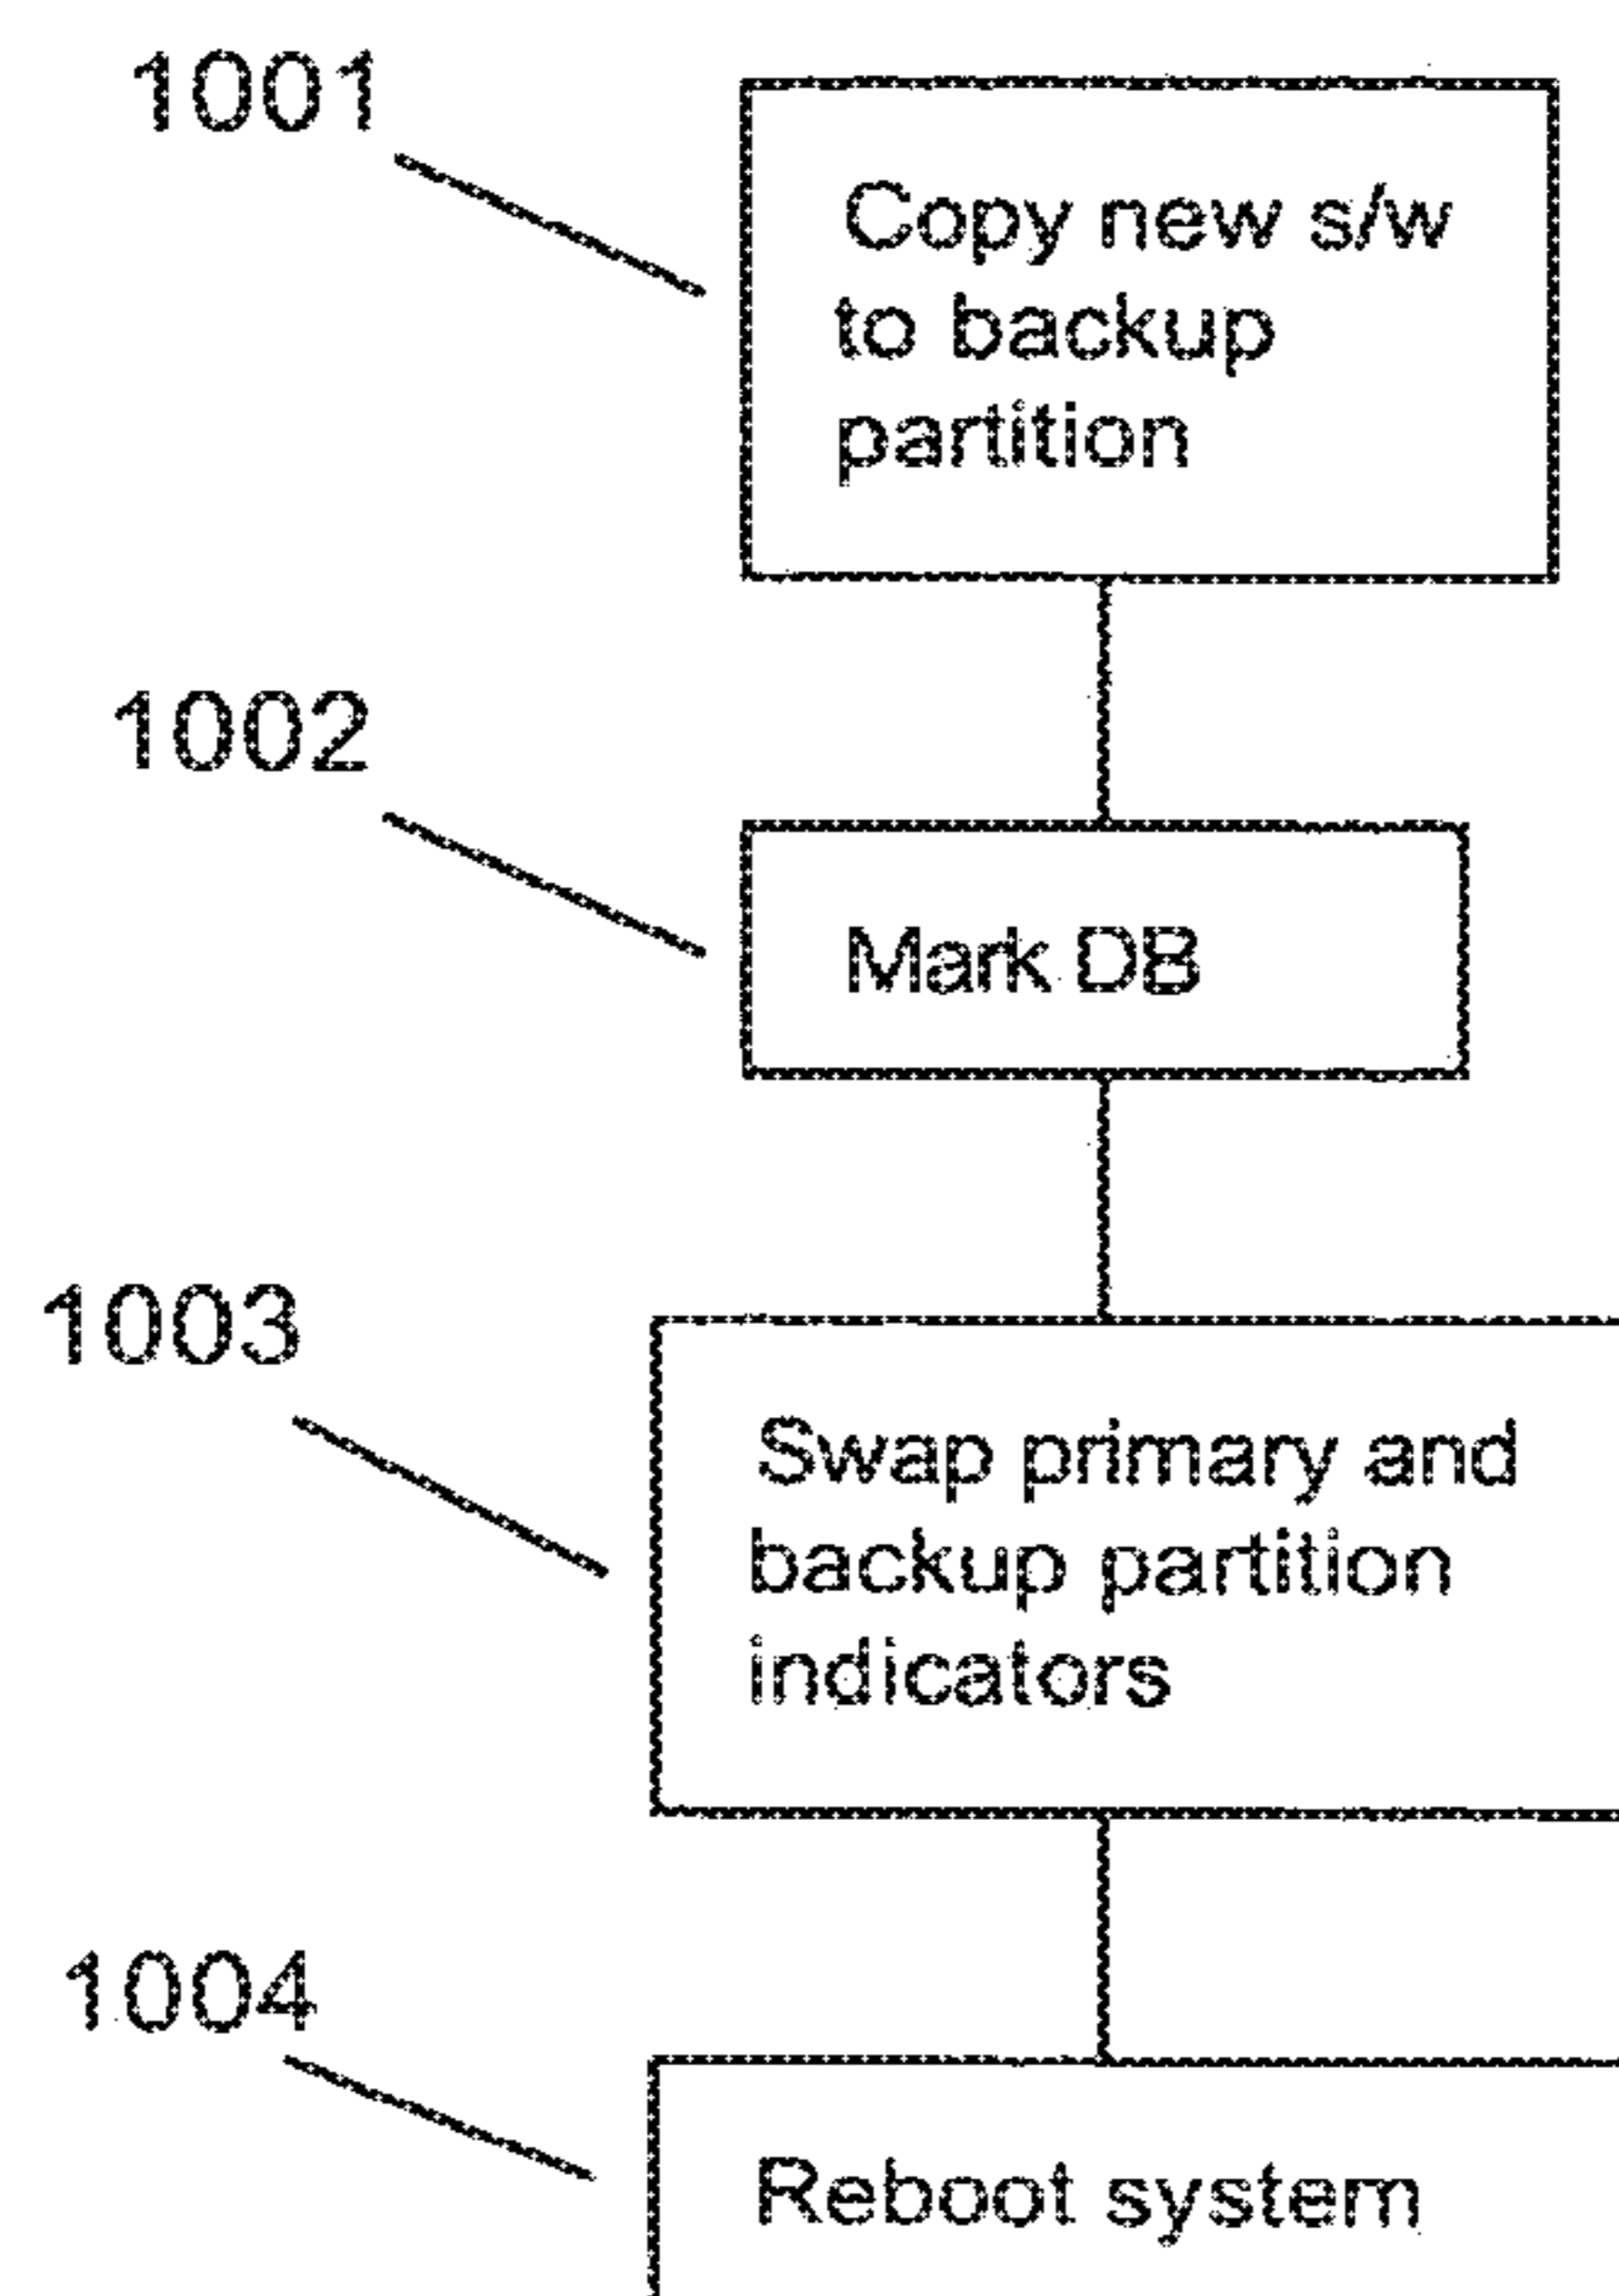 1001
Copy new s/w
to backup
partition
1002
Mark DB
1003
Swap primary and
backup partition
indicators
1004
Reboot system